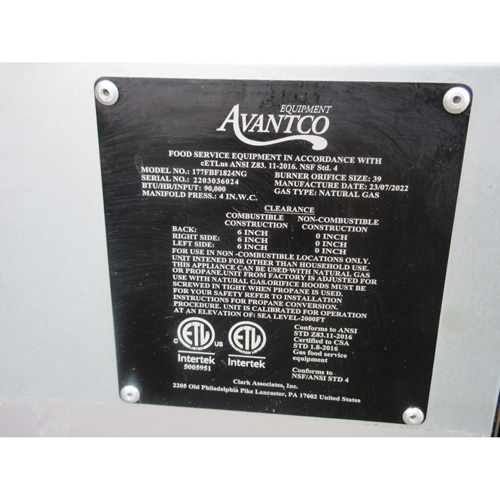 EQUIPMENT
AVANTCO
FOOD SERVICE EQUIPMENT IN ACCORDANCE WITH
cETLus ANSI Z83. 11-2016. NSF Std. 4
MODEL NO.: 177FBF1824NG BURNER ORIFICE SIZE: 39
SERIAL NO.: 2203036024 MANUFACTURE DATE: 23/07/2022
BTU/HR/INPUT: 90,000 GAS TYPE: NATURAL GAS
MANIFOLD PRESS.: 4 IN.W.C.
CLEARANCE
COMBUSTIBLE NON-COMBUSTIBLE
CONSTRUCTION CONSTRUCTION
BACK: 6 INCH 0 INCH
RIGHT SIDE: 6 INCH 0 INCH
LEFT SIDE: 6 INCH 0 INCH
FOR USE IN NON -COMBUSTIBLE LOCATIONS ONLY.
UNIT INTENED FOR OTHER THAN HOUSEHOLD USE.
THIS APPLIANCE CAN BE USED WITH NATURAL GAS
OR PROPANE.UNIT FROM FACTORY IS ADJUSTED FOR
USE WITH NATURAL GAS.ORIFICE HOODS MUST BE
SCREWED IN TIGHT WHEN PROPANE IS USED.
FOR YOUR SAFETY REFER TO INSTALLATION
INSTRUCTIONS FOR PROPANE CONVERSION.
PROCEDURE. UNIT IS CALIBRATED FOR OPERATION
AT AN ELEVATION OF: SEA LEVEL-2000FT
C ETL US ETL
Intertek Intertek
5005951
Conforms to ANSI
STD Z83.11-2016
Certified to CSA
STD 1.8-2016
Gas food service
equipment
Conforms to
NSF/ANSI STD 4
Clark Associates, Inc.
2205 Old Philadelphia Pike Lancaster, PA 17602 United States